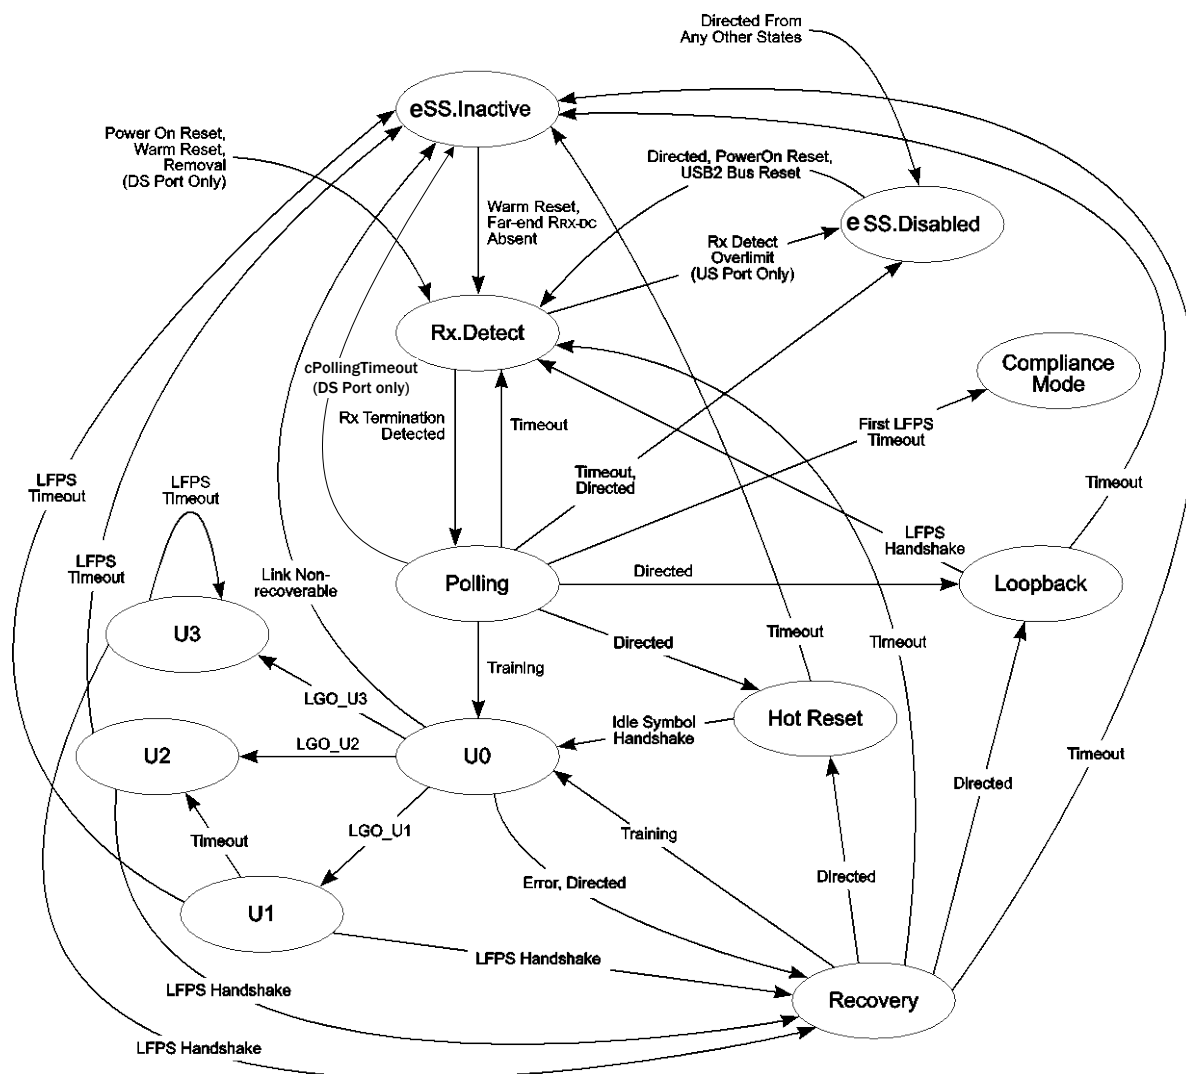 Directed From
Any Other States
eSS.Inactive
Power On Reset,
Warm Reset,
Removal
(DS Port Only)
Directed, PowerOn Reset,
USB2 Bus Reset
Warm Reset,
Far-end RRX-DC
Absent
eSS.Disabled
Rx Detect
Overlimit
(US Port Only)
Rx.Detect
cPollingTimeout
(DS Port only)
Compliance
Mode
Rx Termination
Detected
Timeout
First LFPS
Timeout
LFPS
Timeout
LFPS
Timeout
Timeout,
Directed
Timeout
LFPS
Handshake
LFPS
Timeout
Link Non-
recoverable
Polling
Directed
Loopback
U3
Timeout
Timeout
Directed
Training
LGO_U3
Hot Reset
Idle Symbol
Handshake
LGO_U2
U2
U0
Timeout
Directed
LGO_U1
Training
Timeout
Error, Directed
Directed
U1
LFPS Handshake
LFPS Handshake
Recovery
LFPS Handshake